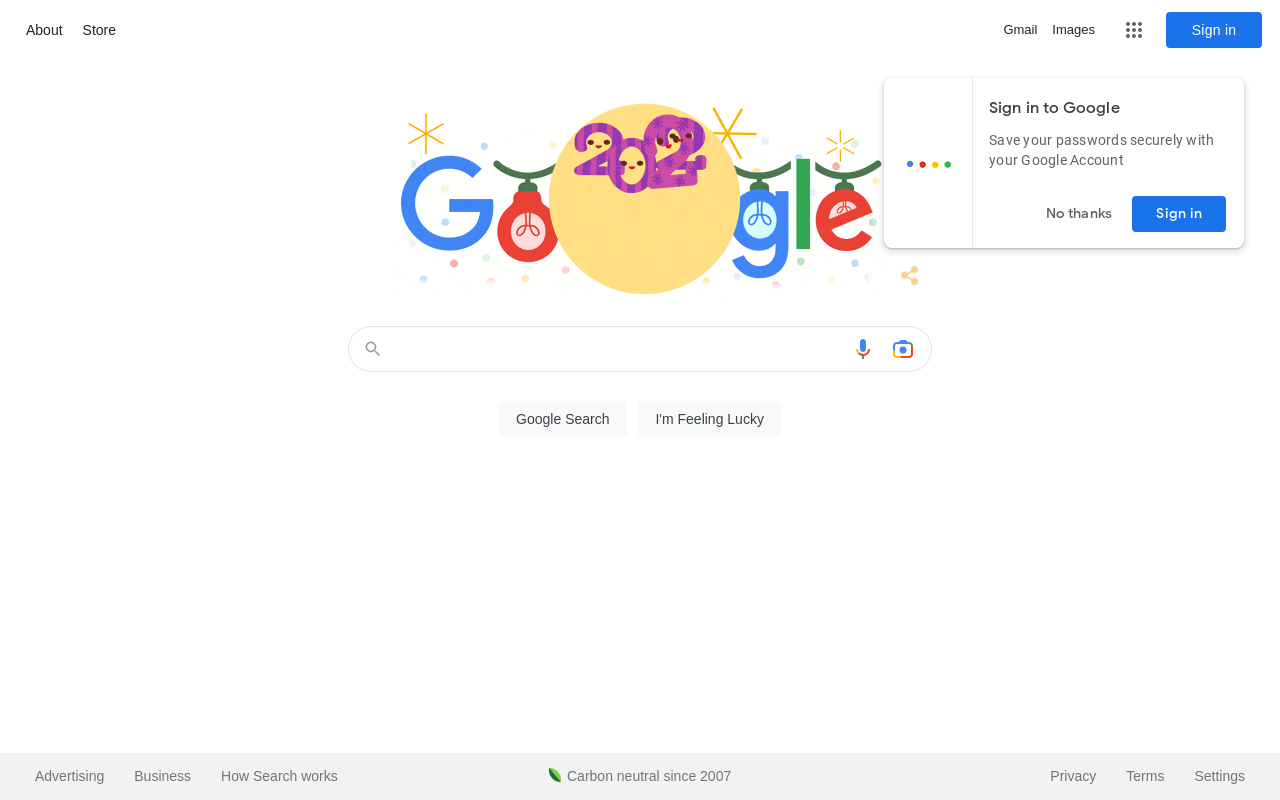 About Store
Gmail Images Sign in
Sign in to Google
Save your passwords securely with
your Google Account
No thanks Sign in
Google Search I'm Feeling Lucky
Advertising Business How Search works
Carbon neutral since 2007
Privacy Terms Settings